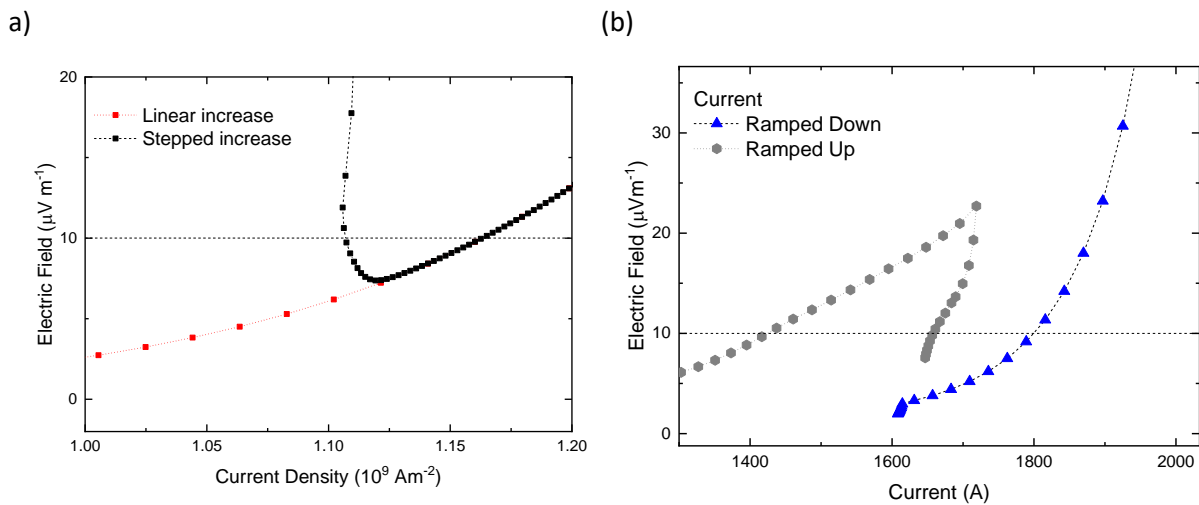 a)
20
10
0
Linear increase
Stepped increase
Electric Field (μV m⁻¹)
1.00 1.05 1.10 1.15 1.20
Current Density (10⁹ Am⁻²)
(b)
30
20
10
0
Current
Ramped Down
Ramped Up
Electric Field (μVm⁻¹)
1400 1600 1800 2000
Current (A)